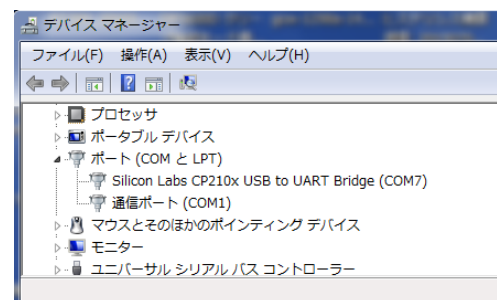 デバイス マネージャー
ファイル(F) 操作(A) 表示(V) ヘルプ(H)
プロセッサ
ポータブル デバイス
ポート (COM と LPT)
Silicon Labs CP210x USB to UART Bridge (COM7)
通信ポート (COM1)
マウスとそのほかのポインティング デバイス
モニター
ユニバーサル シリアル バス コントローラー